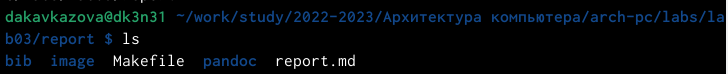 dakavkazova@dk3n31 ~/work/study/2022-2023/Архитектура компьютера/arch-pc/labs/la
b03/report $ ls
bib image Makefile pandoc report.md